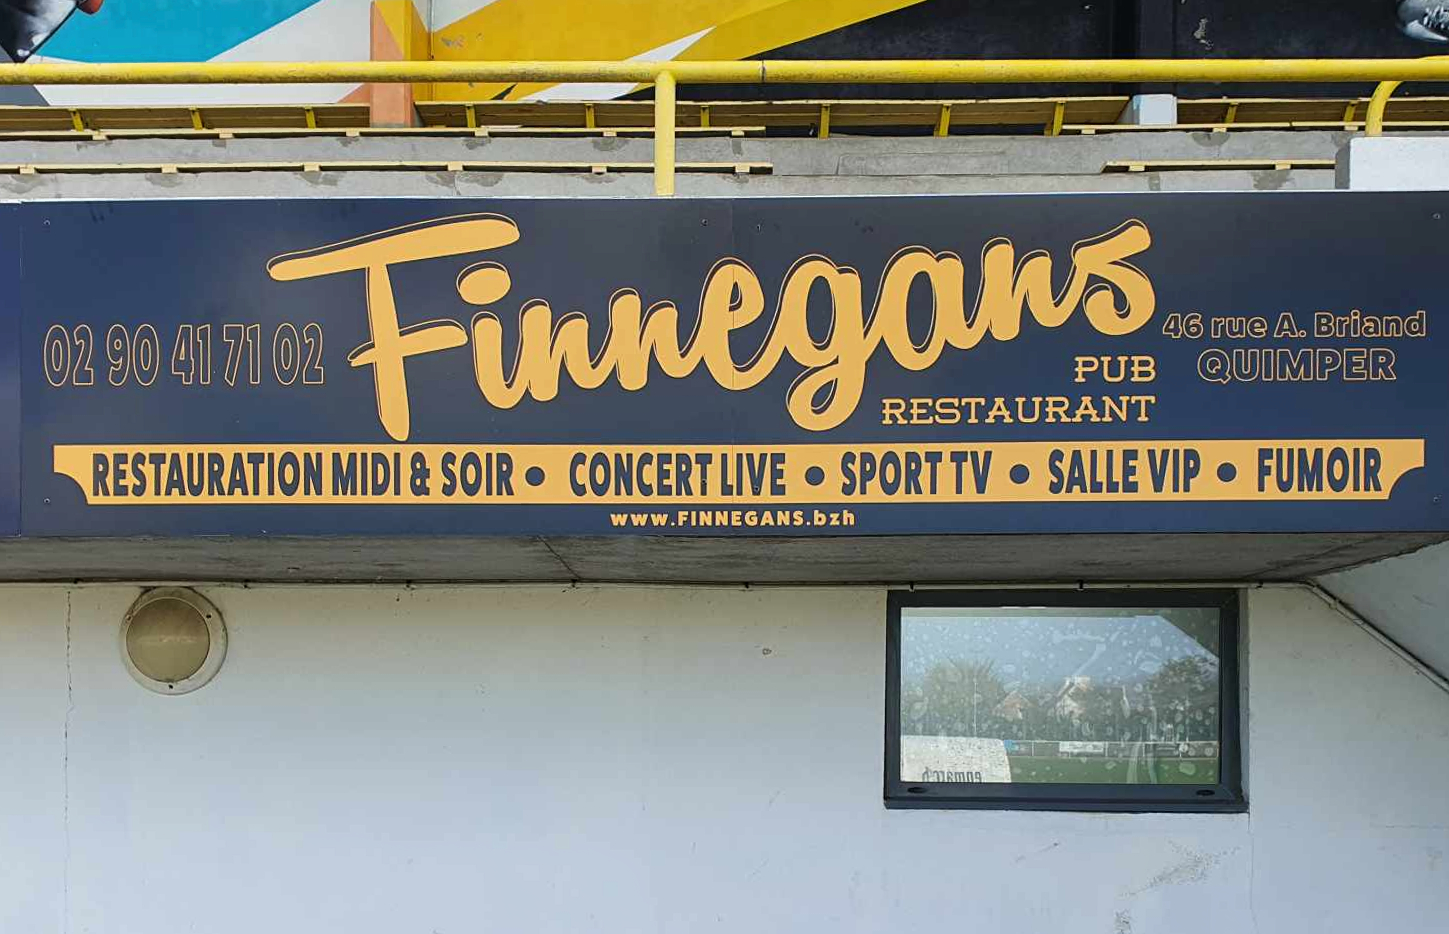 Finnegans
02 90 41 71 02
46 rue A. Briand
QUIMPER
PUB
RESTAURANT
RESTAURATION MIDI & SOIR • CONCERT LIVE • SPORT TV • SALLE VIP • FUMOIR
www.FINNEGANS.bzh